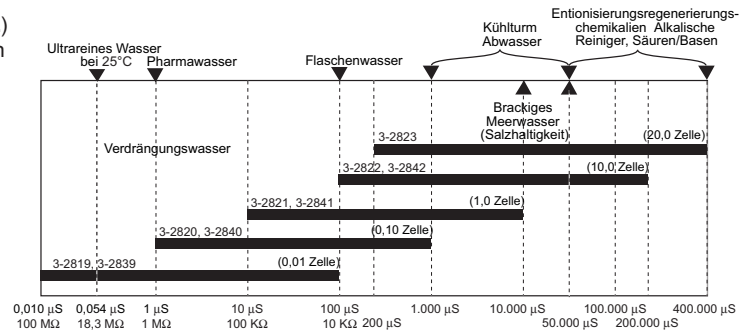 )
n
Entionisierungsregenerierungs-
Kühlturm
chemikalien Alkalische
Abwasser
Reiniger, Säuren/Basen
Ultrareines Wasser
bei 25°C
Pharmawasser
Flaschenwasser
Brackiges
Meerwasser
(Salzhaltigkeit)
3-2823
(20,0 Zelle)
Verdrängungswasser
3-2822, 3-2842
(10,0 Zelle)
3-2821, 3-2841
(1,0 Zelle)
3-2820, 3-2840
(0,10 Zelle)
3-2819, 3-2839
(0,01 Zelle)
0,010 µS 0,054 µS 1 µS 10 µS 100 µS 1.000 µS 10.000 µS 100.000 µS 400.000 µS
100 MΩ 18,3 MΩ 1 MΩ 100 KΩ 10 KΩ 200 µS 50.000 µS 200.000 µS